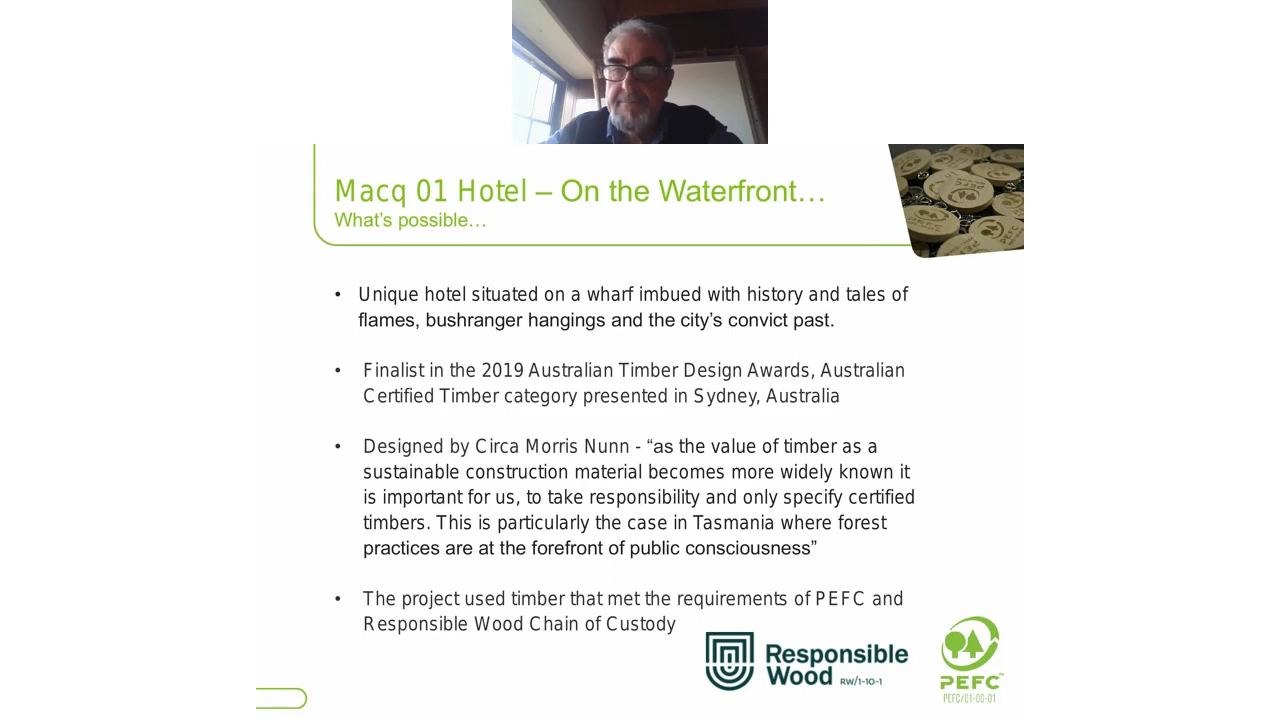 Macq 01 Hotel – On the Waterfront…
What's possible…
• Unique hotel situated on a wharf imbued with history and tales of
flames, bushranger hangings and the city's convict past.
• Finalist in the 2019 Australian Timber Design Awards, Australian
Certified Timber category presented in Sydney, Australia
• Designed by Circa Morris Nunn - “as the value of timber as a
sustainable construction material becomes more widely known it
is important for us, to take responsibility and only specify certified
timbers. This is particularly the case in Tasmania where forest
practices are at the forefront of public consciousness”
• The project used timber that met the requirements of PEFC and
Responsible Wood Chain of Custody
Responsible
Wood RW/1-10-1
PEFC™
PEFC/01-00-01
PEFC
PEFC
PEFC